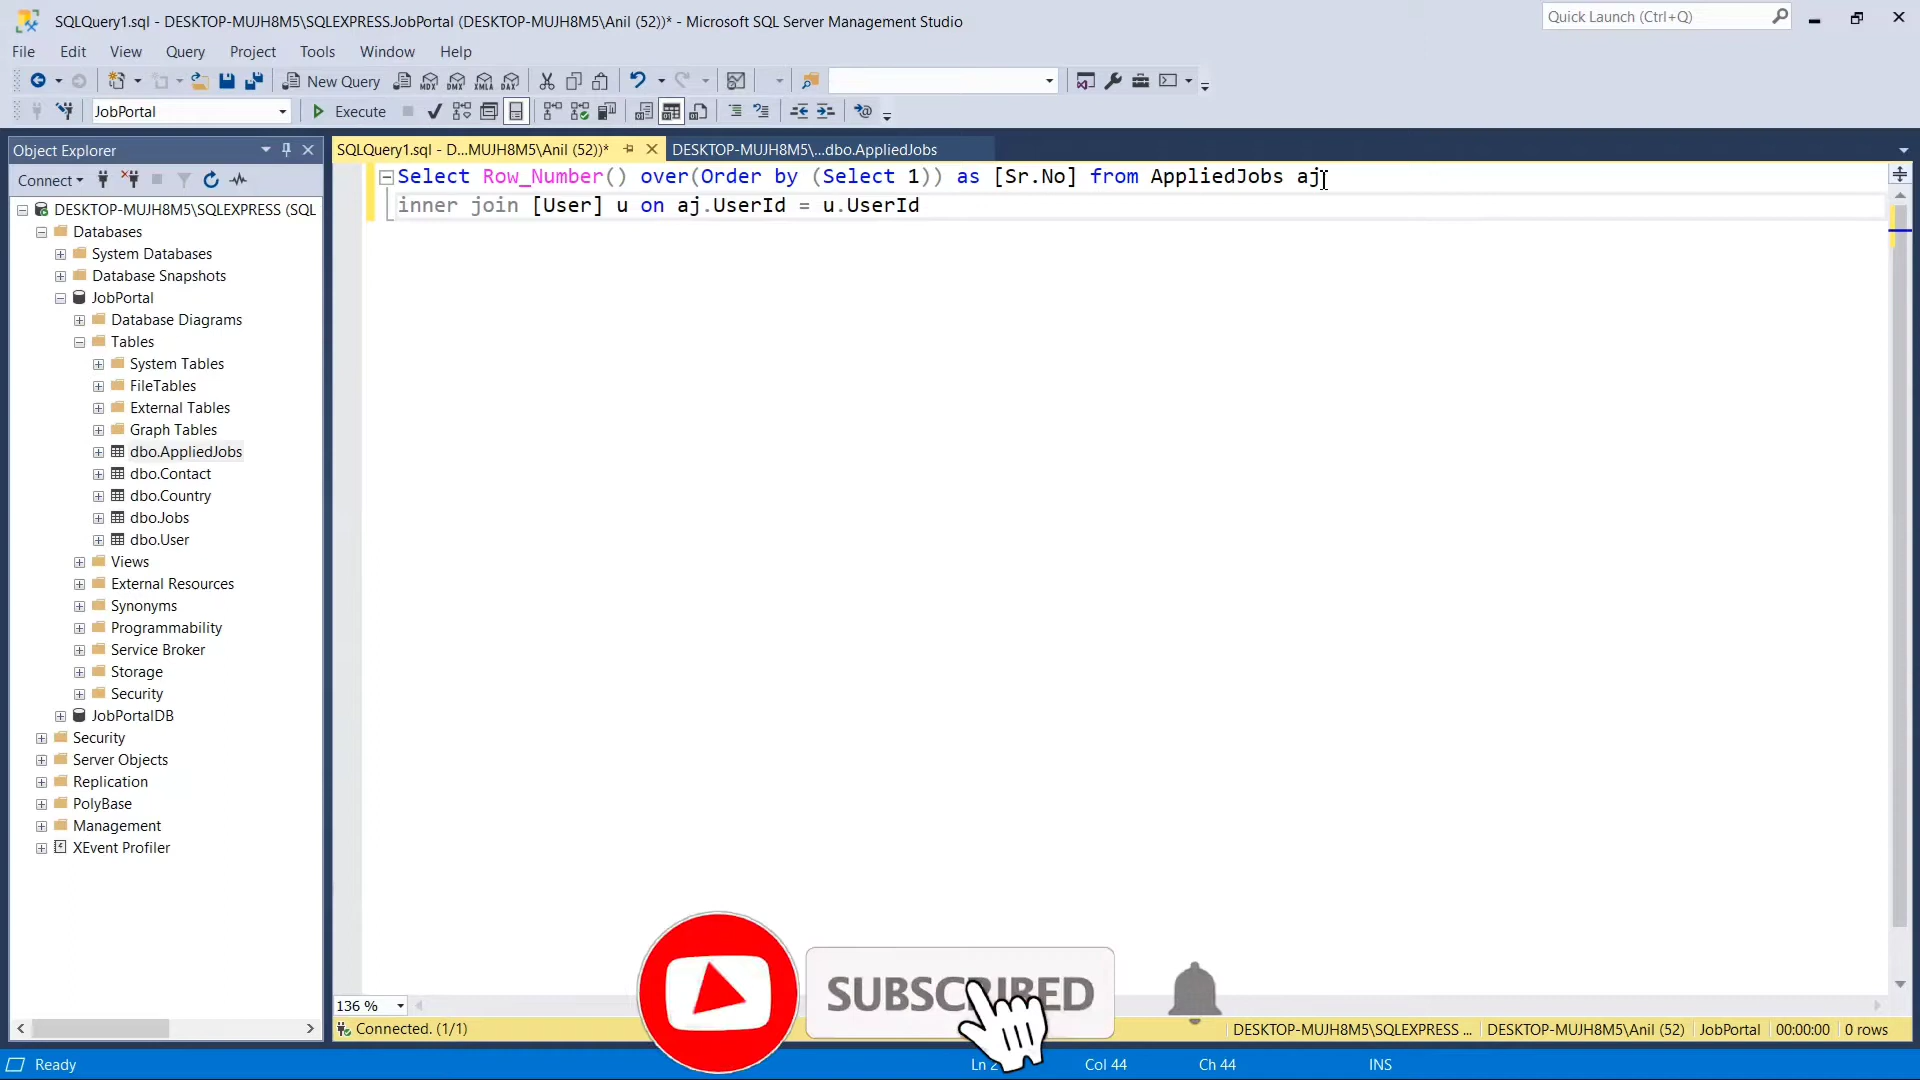 SQLQuery1.sql - DESKTOP-MUJH8M5\SQLEXPRESS.JobPortal (DESKTOP-MUJH8M5\Anil (52))* - Microsoft SQL Server Management Studio
Quick Launch (Ctrl+Q)
File Edit View Query Project Tools Window Help
New Query
MDX DMX XMLA DAX
JobPortal
Execute
Object Explorer
SQLQuery1.sql - D...MUJH8M5\Anil (52))*
DESKTOP-MUJH8M5\...dbo.AppliedJobs
Connect
Select Row_Number() over(Order by (Select 1)) as [Sr.No] from AppliedJobs aj
inner join [User] u on aj.UserId = u.UserId
DESKTOP-MUJH8M5\SQLEXPRESS (SQL
Databases
System Databases
Database Snapshots
JobPortal
Database Diagrams
Tables
System Tables
FileTables
External Tables
Graph Tables
dbo.AppliedJobs
dbo.Contact
dbo.Country
dbo.Jobs
dbo.User
Views
External Resources
Synonyms
Programmability
Service Broker
Storage
Security
JobPortalDB
Security
Server Objects
Replication
PolyBase
Management
XEvent Profiler
SUBSCRIBED
136 %
Connected. (1/1)
DESKTOP-MUJH8M5\SQLEXPRESS ... DESKTOP-MUJH8M5\Anil (52) JobPortal 00:00:00 0 rows
Ready
Ln 2 Col 44 Ch 44 INS